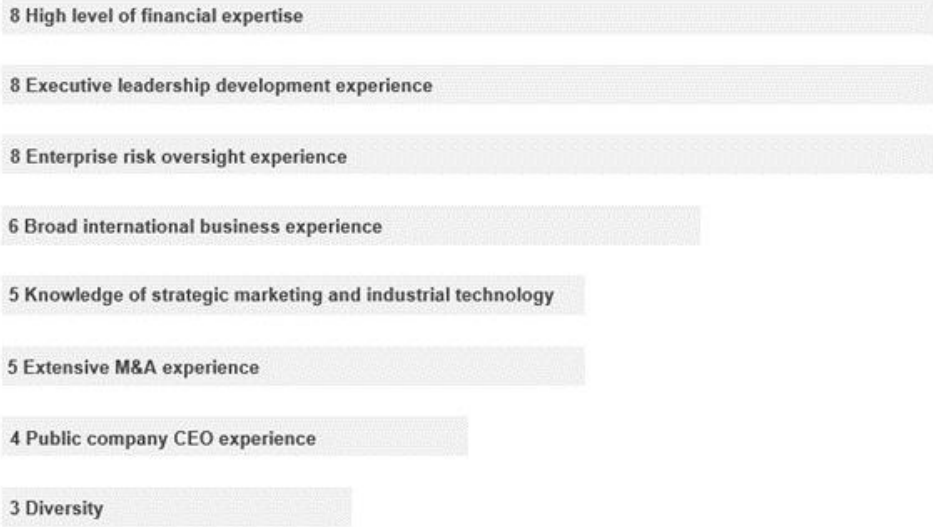 8 High level of financial expertise
8 Executive leadership development experience
8 Enterprise risk oversight experience
6 Broad international business experience
5 Knowledge of strategic marketing and industrial technology
5 Extensive M&A experience
4 Public company CEO experience
3 Diversity